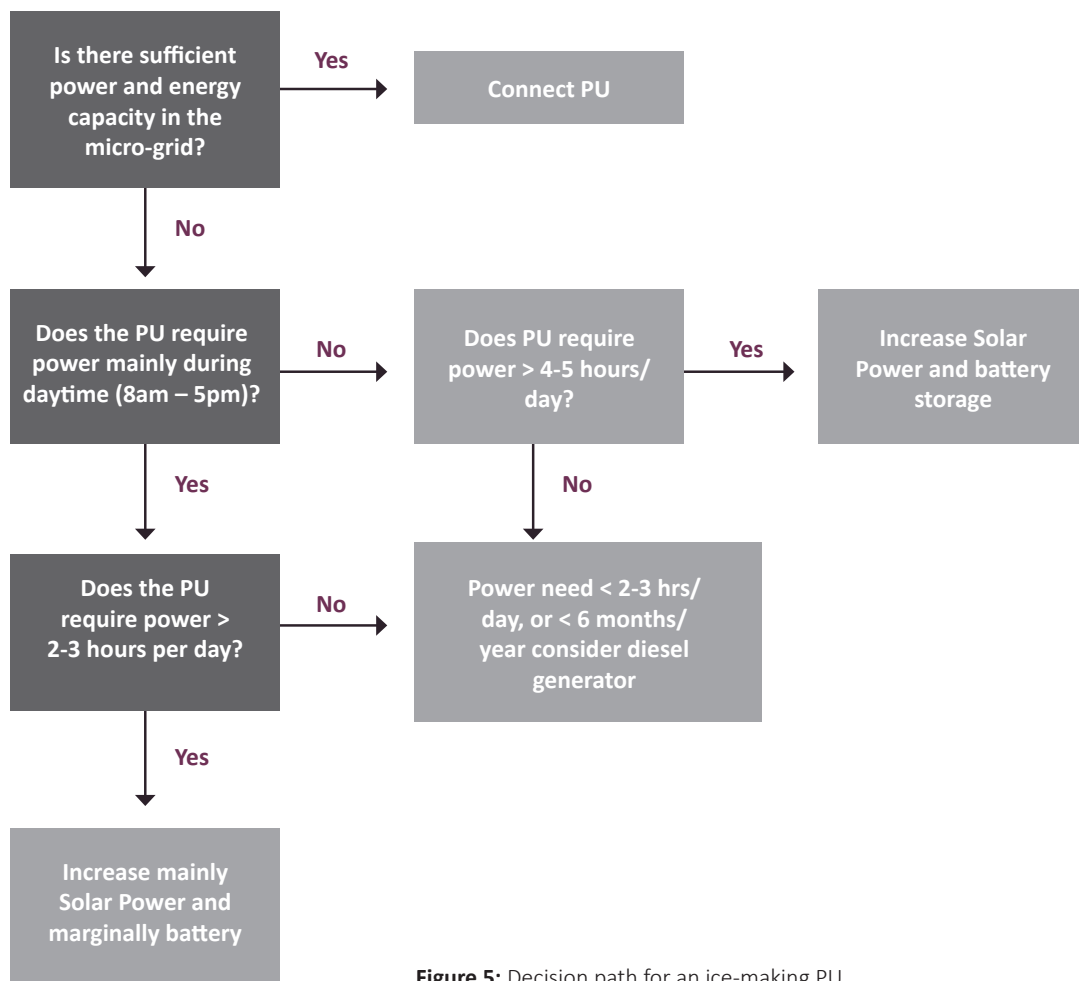 Is there sufficient
power and energy
capacity in the
micro-grid?
Yes
Connect PU
No
Does the PU require
power mainly during
daytime (8am – 5pm)?
No
Does PU require
power > 4-5 hours/
day?
Yes
Increase Solar
Power and battery
storage
Yes
No
Does the PU
require power >
2-3 hours per day?
No
Power need < 2-3 hrs/
day, or < 6 months/
year consider diesel
generator
Yes
Increase mainly
Solar Power and
marginally battery
Figure 5: Decision path for an ice-making PU